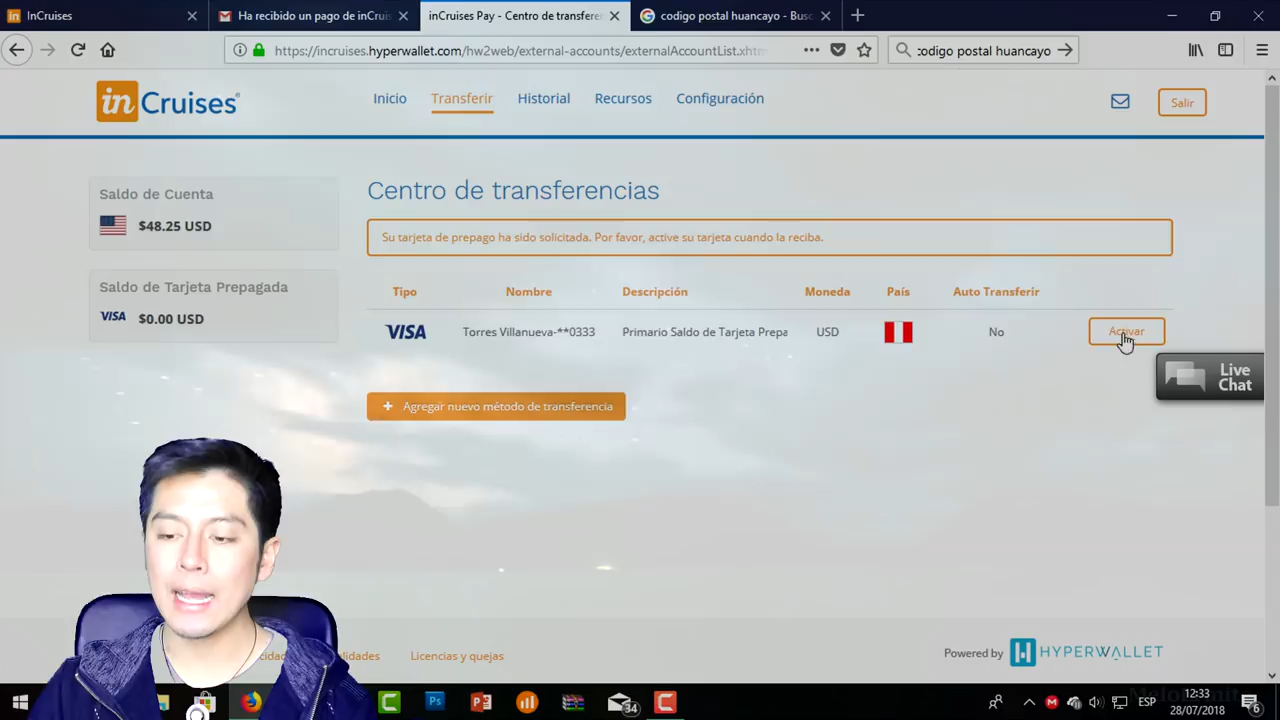 InCruises
Ha recibido un pago de inCruis
inCruises Pay - Centro de transferen
codigo postal huancayo - Busc
https://incruises.hyperwallet.com/hw2web/external-accounts/externalAccountList.xhtm
codigo postal huancayo
inCruises®
Inicio
Transferir
Historial
Recursos
Configuración
Salir
Saldo de Cuenta
$48.25 USD
Saldo de Tarjeta Prepagada
VISA $0.00 USD
Centro de transferencias
Su tarjeta de prepago ha sido solicitada. Por favor, active su tarjeta cuando la reciba.
Tipo Nombre Descripción Moneda País Auto Transferir
VISA Torres Villanueva-**0333 Primario Saldo de Tarjeta Prepa USD No Activar
Live
Chat
+ Agregar nuevo método de transferencia
Licencias y quejas
Powered by HYPERWALLET
34
ESP
12:33
28/07/2018
6